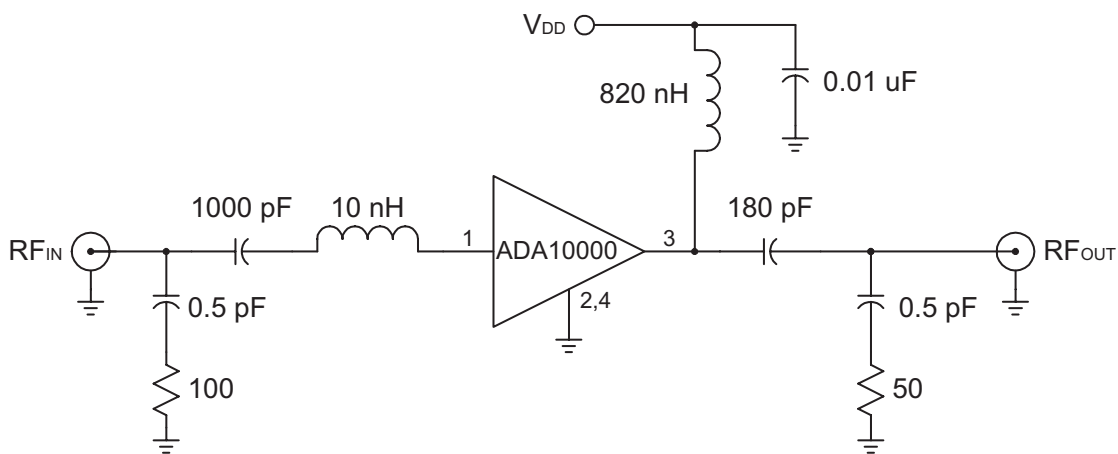 VDD
820 nH
0.01 uF
1000 pF
10 nH
180 pF
RFIN
1
ADA10000
3
RFOUT
2,4
0.5 pF
0.5 pF
100
50